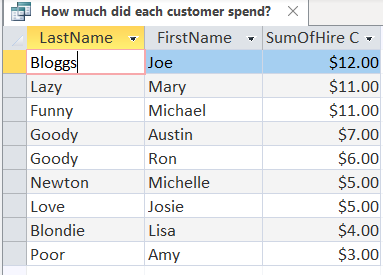 How much did each customer spend?
LastName FirstName SumOfHire C
Bloggs Joe $12.00
Lazy Mary $11.00
Funny Michael $11.00
Goody Austin $7.00
Goody Ron $6.00
Newton Michelle $5.00
Love Josie $5.00
Blondie Lisa $4.00
Poor Amy $3.00